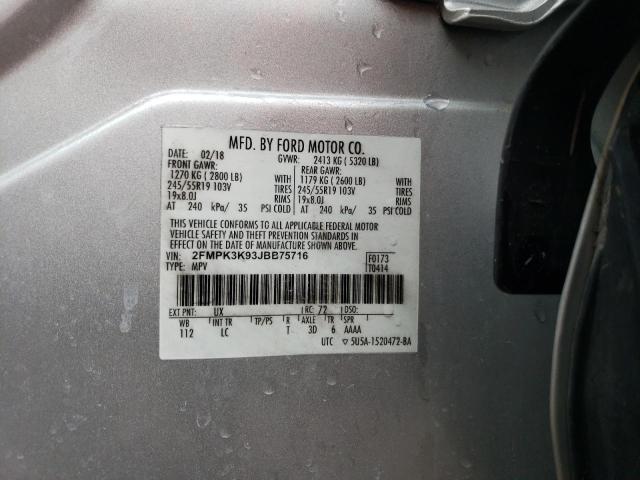 MFD. BY FORD MOTOR CO.
DATE: 02/18 GVWR: 2413 KG ( 5320 LB)
FRONT GAWR: REAR GAWR:
1270 KG ( 2800 LB) WITH 1179 KG ( 2600 LB) WITH
245/55R19 103V TIRES 245/55R19 103V TIRES
19x8.0J RIMS 19x8.0J RIMS
AT 240 kPa/ 35 PSI COLD AT 240 kPa/ 35 PSI COLD
THIS VEHICLE CONFORMS TO ALL APPLICABLE FEDERAL MOTOR
VEHICLE SAFETY AND THEFT PREVENTION STANDARDS IN
EFFECT ON THE DATE OF MANUFACTURE SHOWN ABOVE.
VIN: 2FMPK3K93JBB75716 F0173
TYPE: MPV T0414
EXT PNT: UX RC: 72 DSO:
WB INT TR TP/PS R AXLE TR SPR
112 LC T 3D 6 AAAA
UTC ▽ 5U5A-1520472-BA